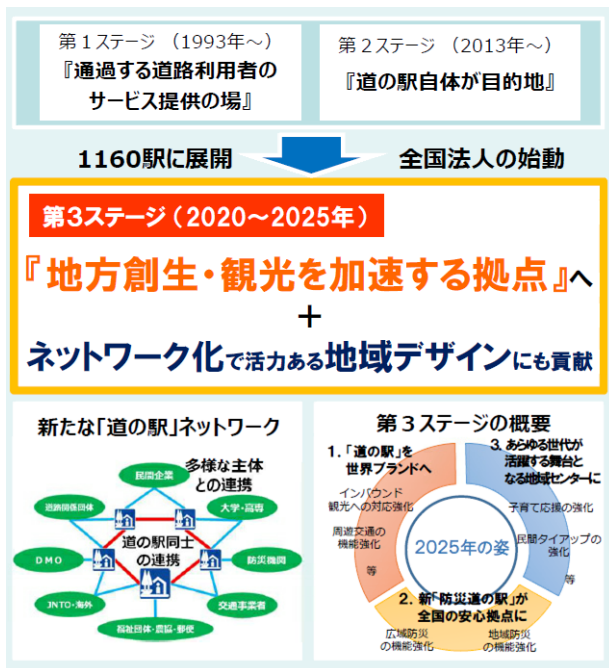 第1ステージ （1993年～）
『通過する道路利用者の
サービス提供の場』
第2ステージ （2013年～）
『道の駅自体が目的地』
1160駅に展開
全国法人の始動
第3ステージ（2020～2025年）
『地方創生・観光を加速する拠点』へ
＋
ネットワーク化で活力ある地域デザインにも貢献
新たな「道の駅」ネットワーク
多様な主体
との連携
民間企業
道路関係団体
大学・高専
道の駅同士
の連携
DMO
防災機関
JNTO・海外
交通事業者
福祉団体・農協・郵便
第3ステージの概要
1. 「道の駅」を
世界ブランドへ
インバウンド
観光への対応強化
周遊交通の
機能強化
等
3. あらゆる世代が
活躍する舞台と
なる地域センターに
子育て応援の強化
民間タイアップの
強化
等
2025年の姿
2. 新「防災道の駅」が
全国の安心拠点に
広域防災
の機能強化
地域防災
の機能強化